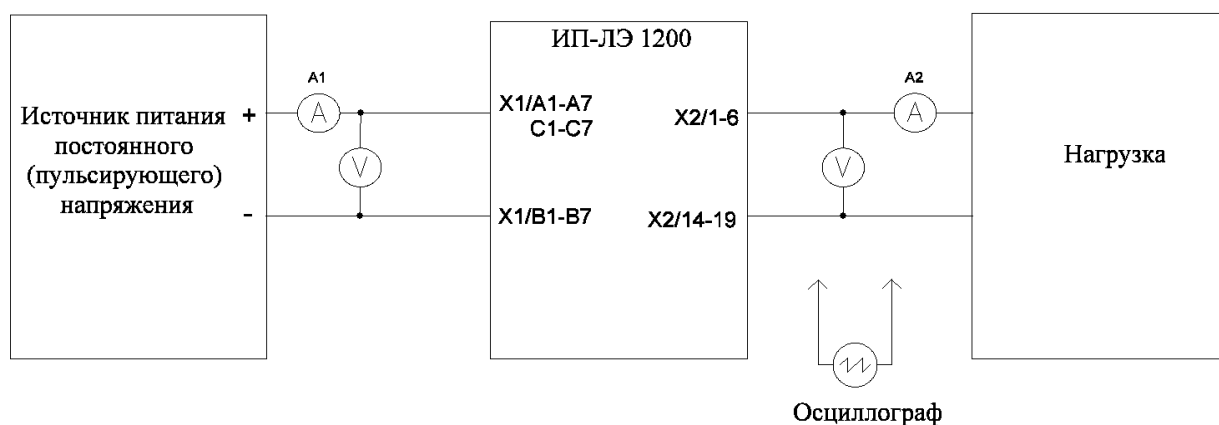 ИП-ЛЭ 1200
A1
A2
A
A
X1/A1-A7
C1-C7
X2/1-6
Источник питания
постоянного
(пульсирующего)
напряжения
+
-
V
V
Нагрузка
X1/B1-B7
X2/14-19
Осциллограф